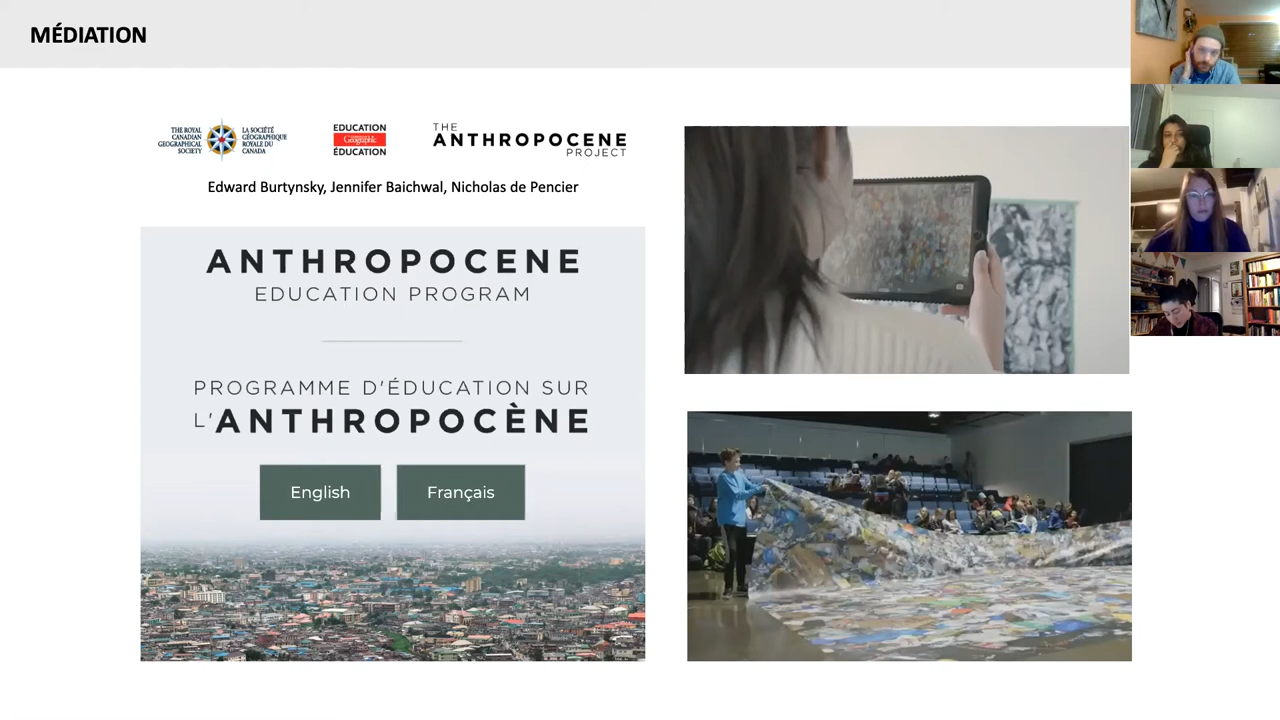 MÉDIATION
THE ROYAL
CANADIAN
GEOGRAPHICAL
SOCIETY
LA SOCIÉTÉ
GÉOGRAPHIQUE
ROYALE DU
CANADA
EDUCATION
Geographic
ÉDUCATION
THE
ANTHROPOCENE
PROJECT
Edward Burtynsky, Jennifer Baichwal, Nicholas de Pencier
ANTHROPOCENE
EDUCATION PROGRAM
PROGRAMME D'ÉDUCATION SUR
L'ANTHROPOCÈNE
English
Français